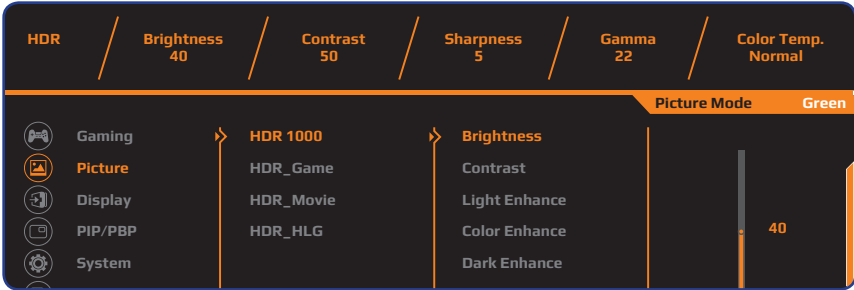 HDR
Brightness
40
Contrast
50
Sharpness
5
Gamma
22
Color Temp.
Normal
Picture Mode Green
Gaming HDR 1000 Brightness
Picture HDR_Game Contrast
Display HDR_Movie Light Enhance
PIP/PBP HDR_HLG Color Enhance 40
System Dark Enhance